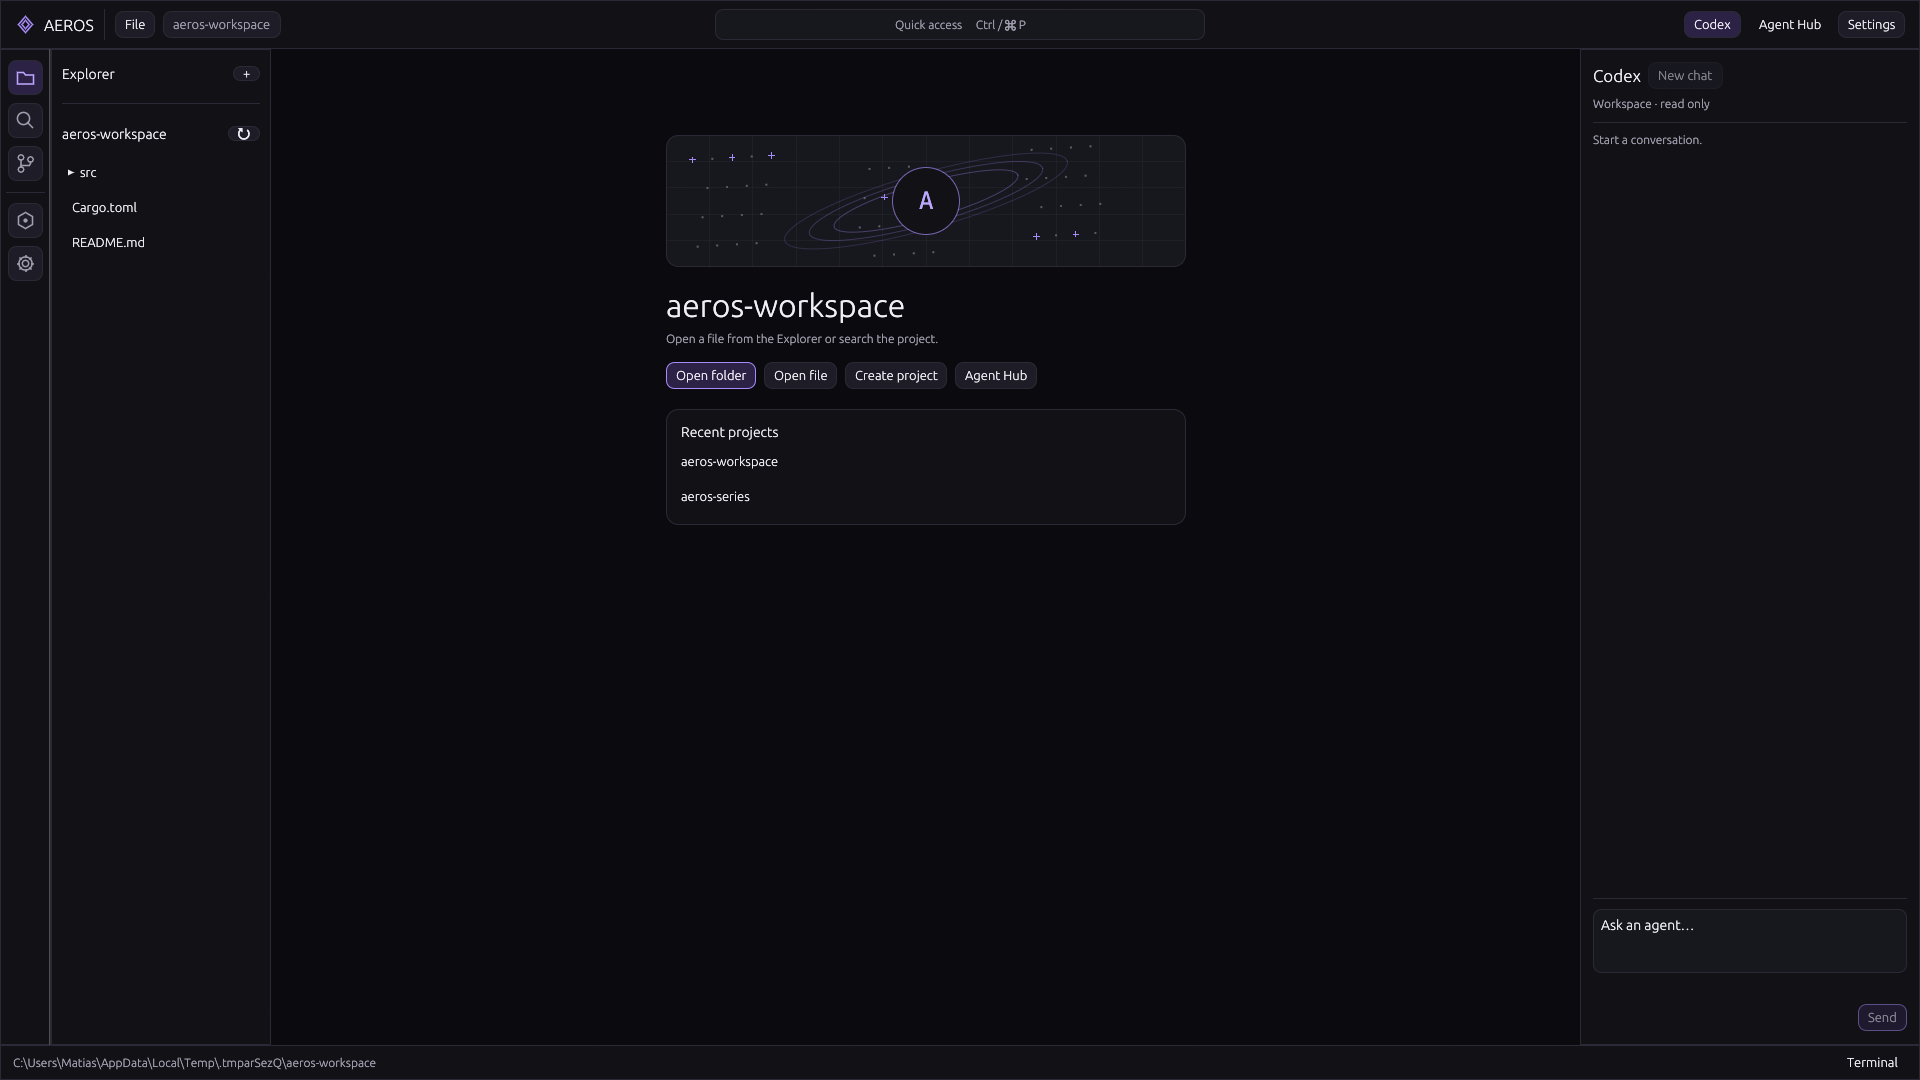 AEROS File aeros-workspace Quick access Ctrl/⌘P Codex Agent Hub Settings
Explorer +
aeros-workspace
src
Cargo.toml
README.md
A
aeros-workspace
Open a file from the Explorer or search the project.
Open folder Open file Create project Agent Hub
Recent projects
aeros-workspace
aeros-series
Codex New chat
Workspace · read only
Start a conversation.
Ask an agent…
Send
C:\Users\Matias\AppData\Local\Temp\.tmparSezQ\aeros-workspace Terminal